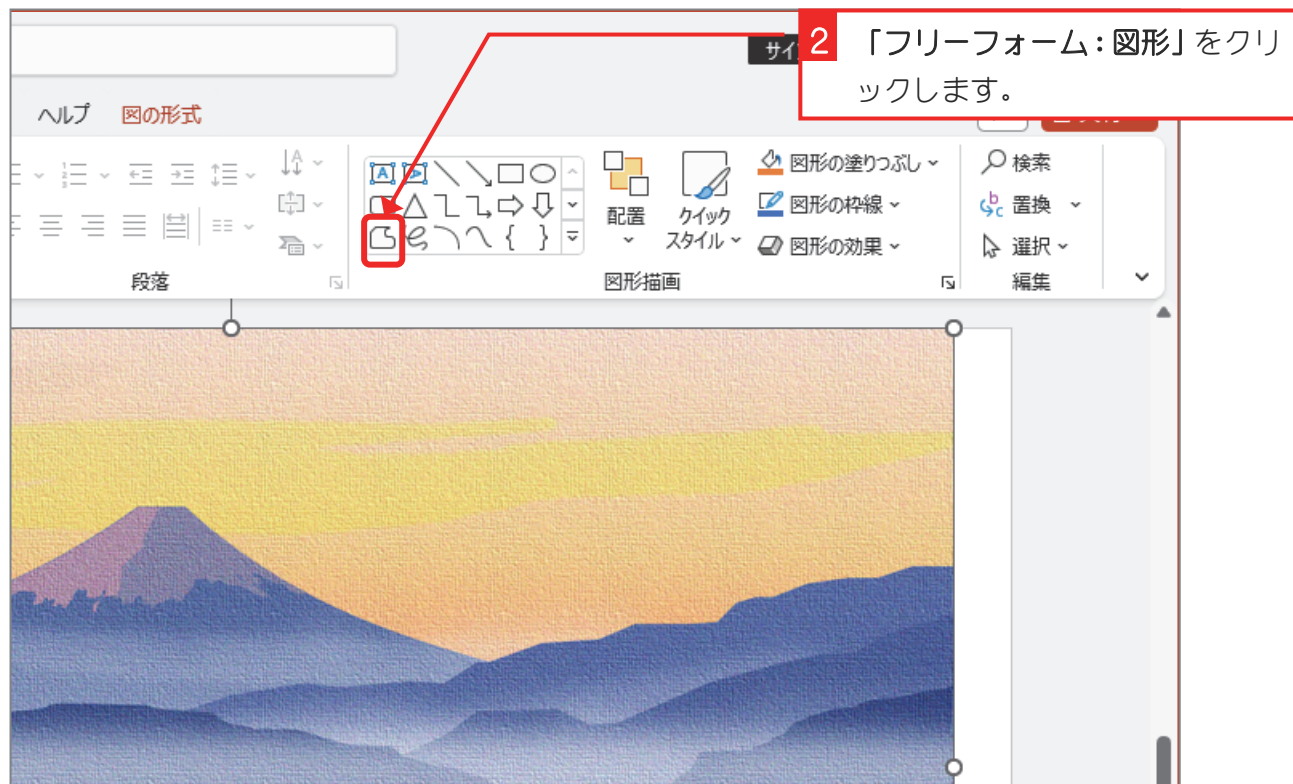 サイ
2 「フリーフォーム：図形」をクリ
ックします。
ヘルプ 図の形式
図形の塗りつぶし
検索
配置
クイック
スタイル
図形の枠線
置換
図形の効果
選択
段落
図形描画
編集